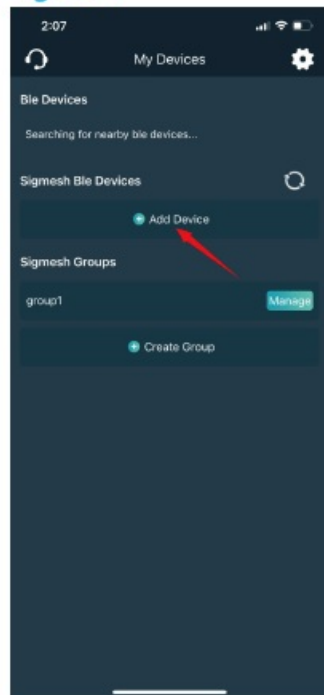 2:07
My Devices
Ble Devices
Searching for nearby ble devices...
Sigmesh Ble Devices
Add Device
Sigmesh Groups
group1
Manage
Create Group